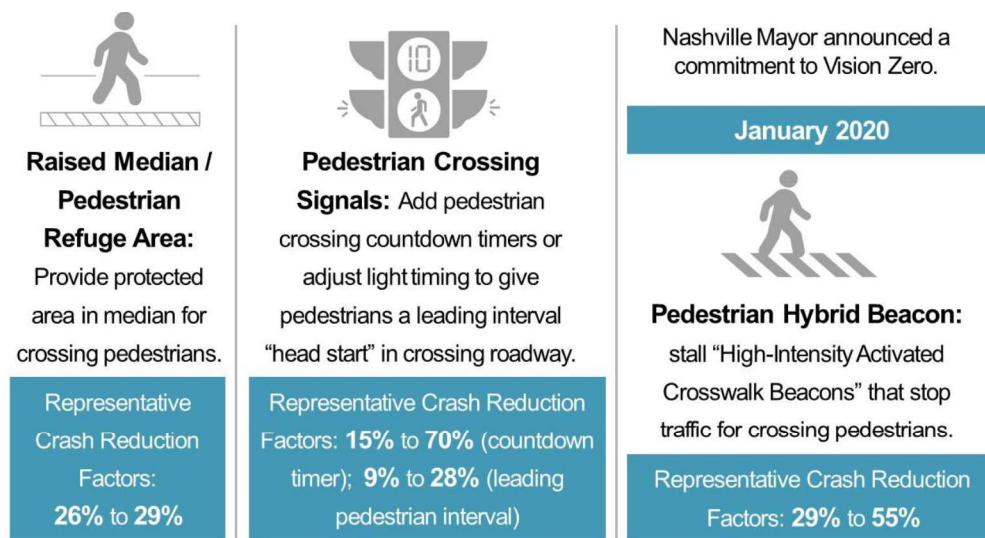 Raised Median /
Pedestrian
Refuge Area:
Provide protected
area in median for
crossing pedestrians.
Representative
Crash Reduction
Factors:
26% to 29%
10
Pedestrian Crossing
Signals: Add pedestrian
crossing countdown timers or
adjust light timing to give
pedestrians a leading interval
“head start” in crossing roadway.
Representative Crash Reduction
Factors: 15% to 70% (countdown
timer); 9% to 28% (leading
pedestrian interval)
Nashville Mayor announced a
commitment to Vision Zero.
January 2020
Pedestrian Hybrid Beacon:
stall “High-Intensity Activated
Crosswalk Beacons” that stop
traffic for crossing pedestrians.
Representative Crash Reduction
Factors: 29% to 55%